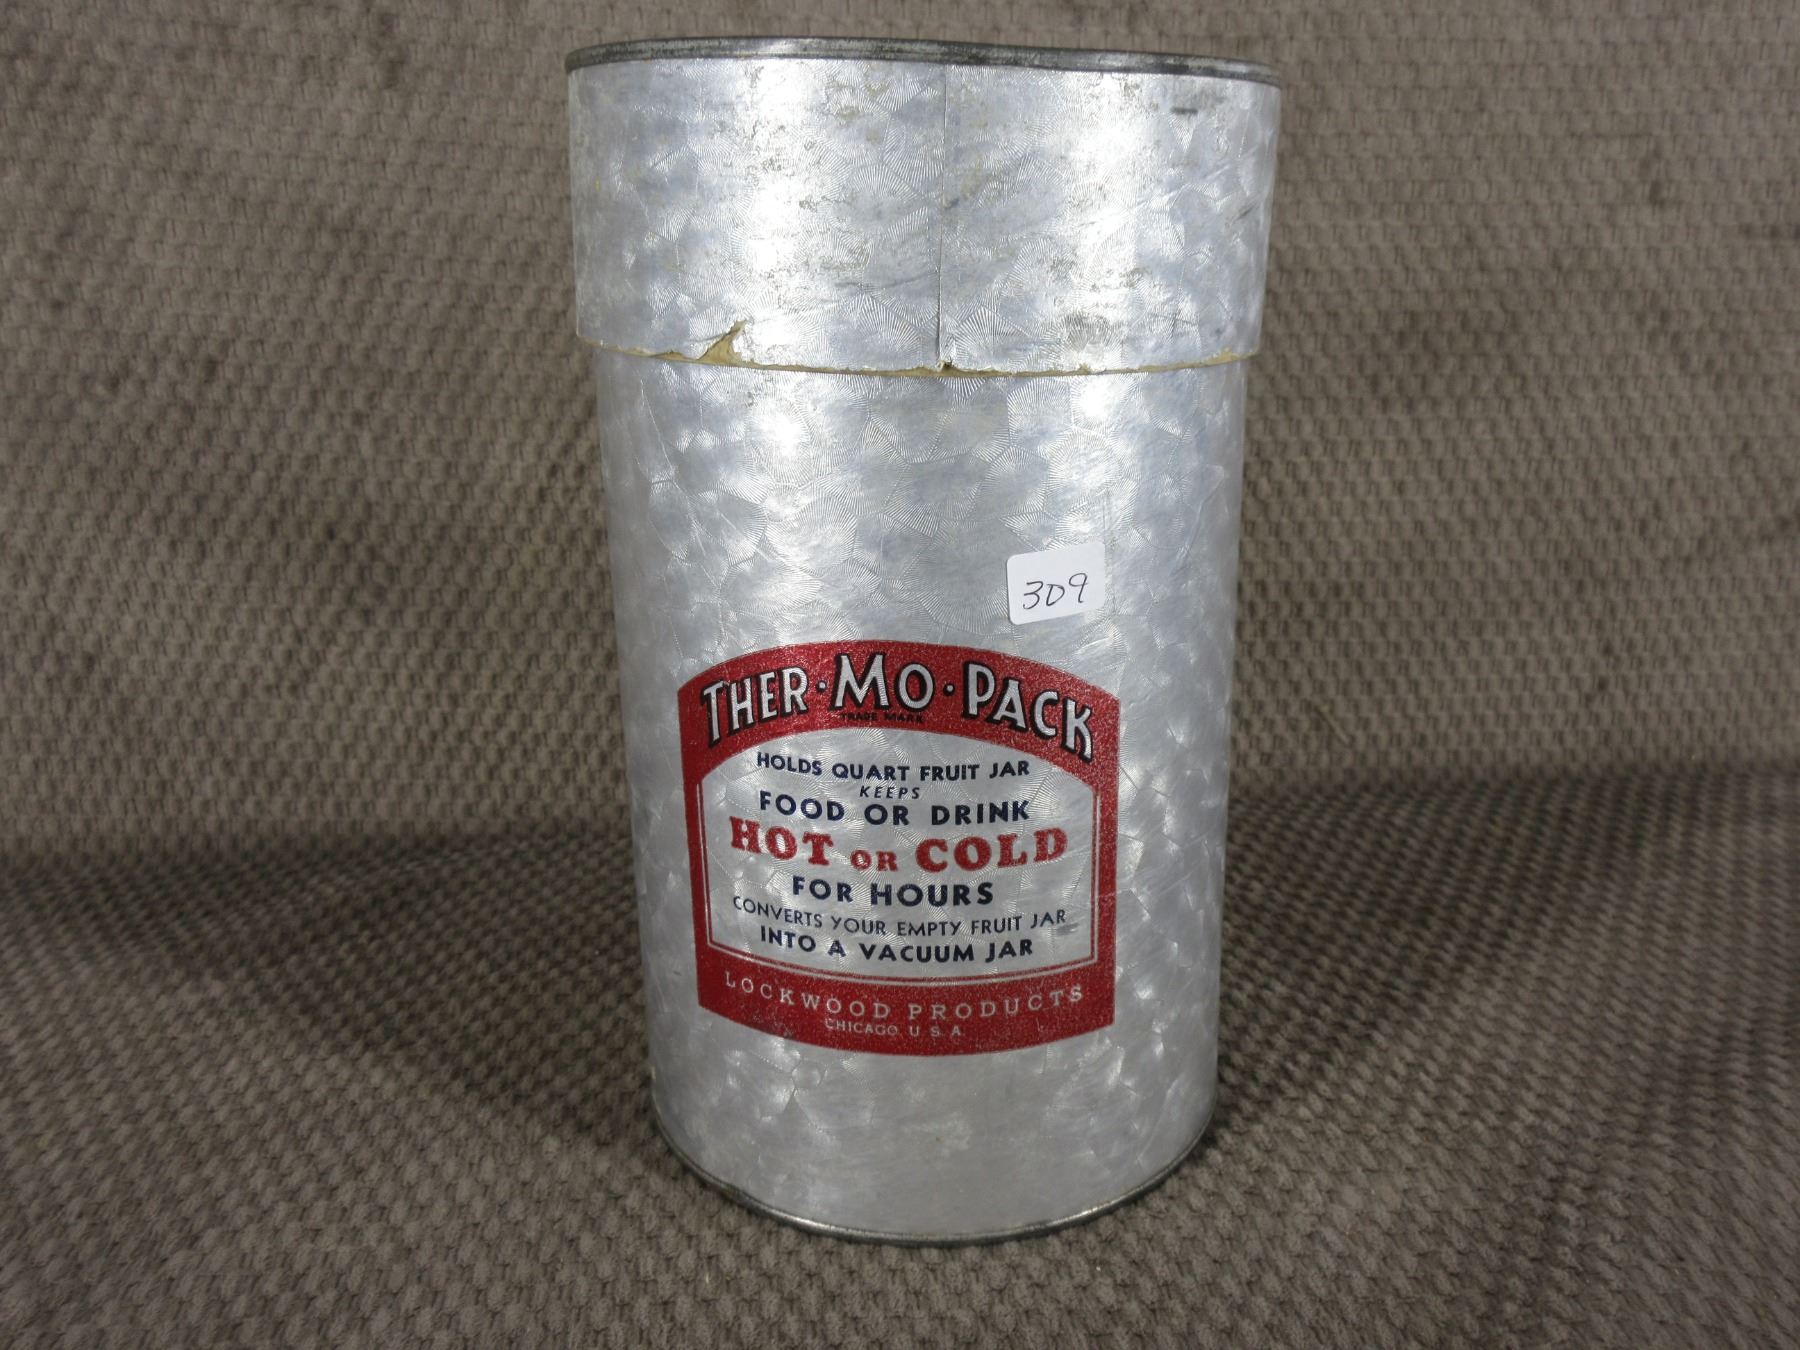 309
THER·MO·PACK
TRADE MARK
HOLDS QUART FRUIT JAR
KEEPS
FOOD OR DRINK
HOT OR COLD
FOR HOURS
CONVERTS YOUR EMPTY FRUIT JAR
INTO A VACUUM JAR
LOCKWOOD PRODUCTS
CHICAGO, U.S.A.